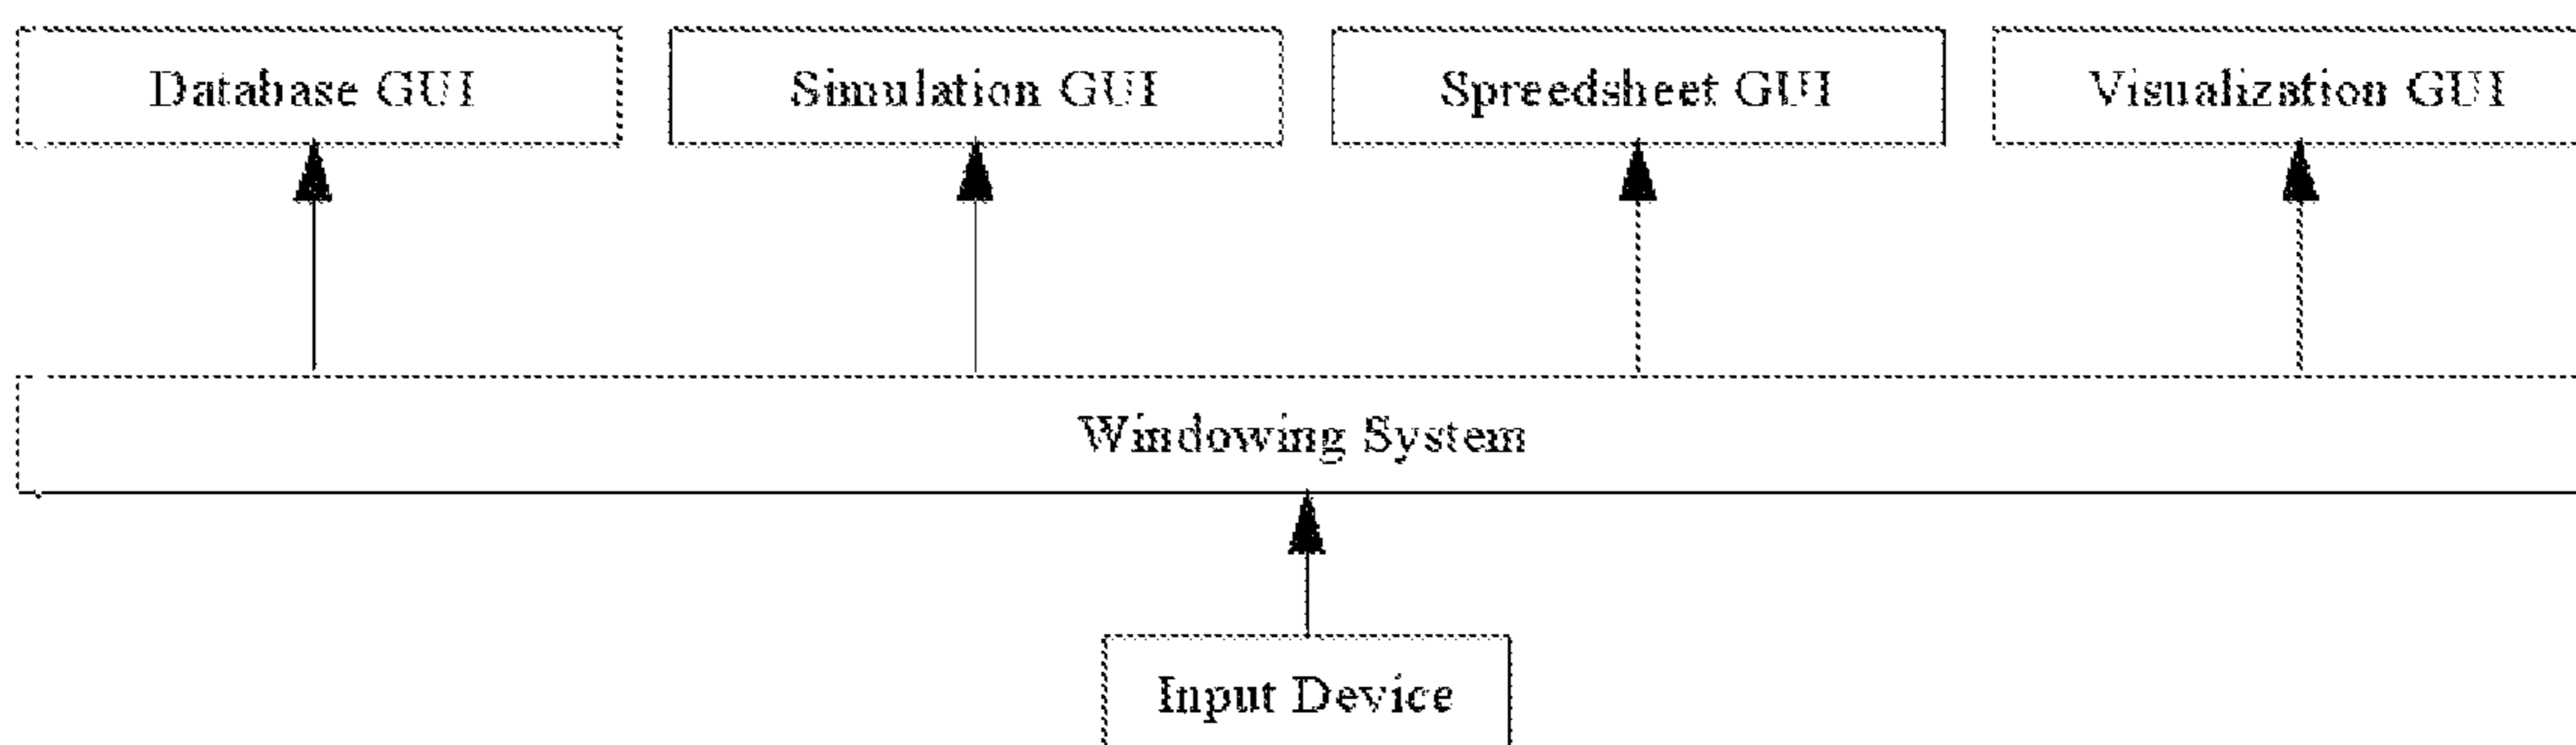 Database GUI
Simulation GUI
Spreedsheet GUI
Visualization GUI
Windowing System
Input Device